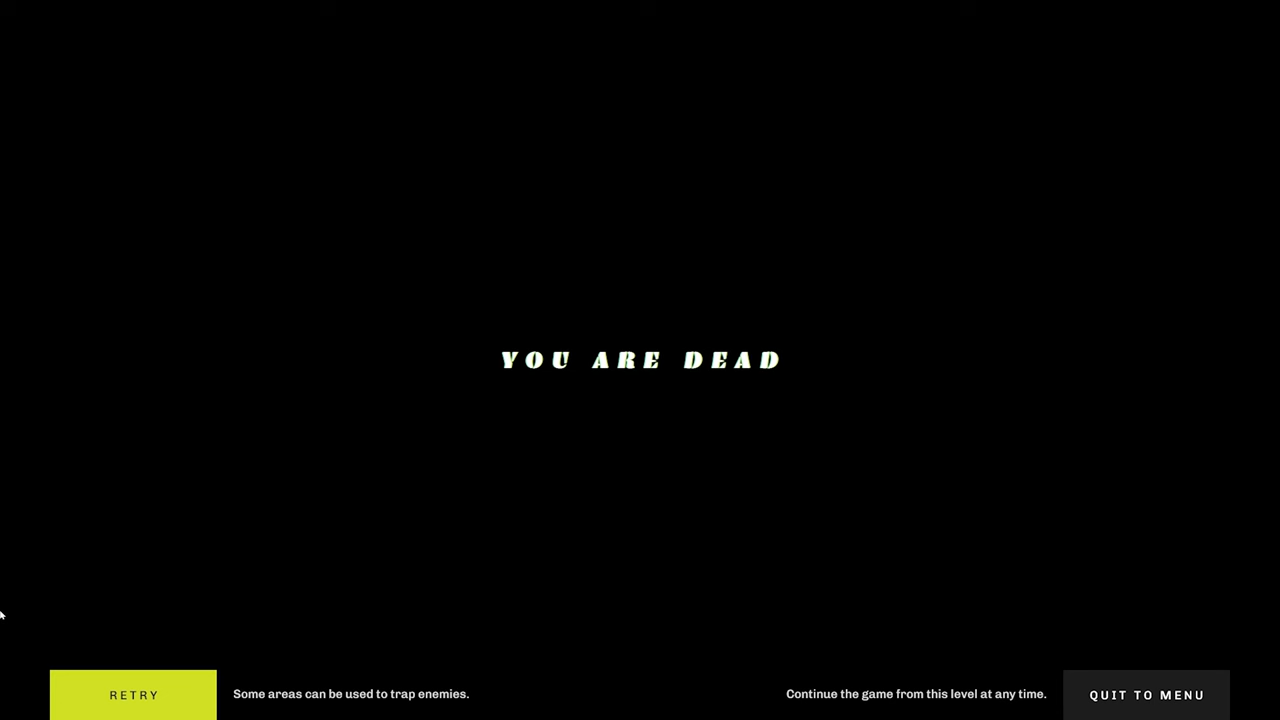 YOU ARE DEAD
RETRY
Some areas can be used to trap enemies.
Continue the game from this level at any time.
QUIT TO MENU